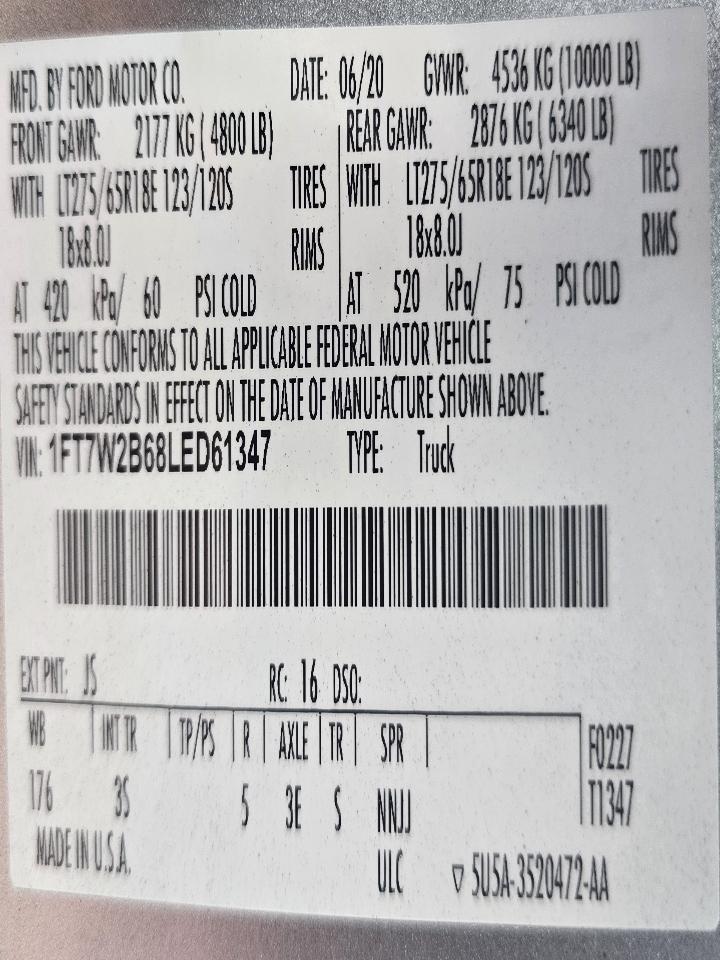 MFD. BY FORD MOTOR CO. DATE: 06/20 GVWR: 4536 KG (10000 LB)
FRONT GAWR: 2177 KG ( 4800 LB) REAR GAWR: 2876 KG ( 6340 LB)
WITH LT275/65R18E 123/120S TIRES WITH LT275/65R18E 123/120S TIRES
18x8.0J RIMS 18x8.0J RIMS
AT 420 kPa/ 60 PSI COLD AT 520 kPa/ 75 PSI COLD
THIS VEHICLE CONFORMS TO ALL APPLICABLE FEDERAL MOTOR VEHICLE
SAFETY STANDARDS IN EFFECT ON THE DATE OF MANUFACTURE SHOWN ABOVE.
VIN: 1FT7W2B68LED61347 TYPE: Truck
EXT PNT: JS RC: 16 DSO:
WB INT TR TP/PS R AXLE TR SPR F0227
176 3S 5 3E S NNJJ T1347
MADE IN U.S.A. ULC ▽ 5U5A-3520472-AA